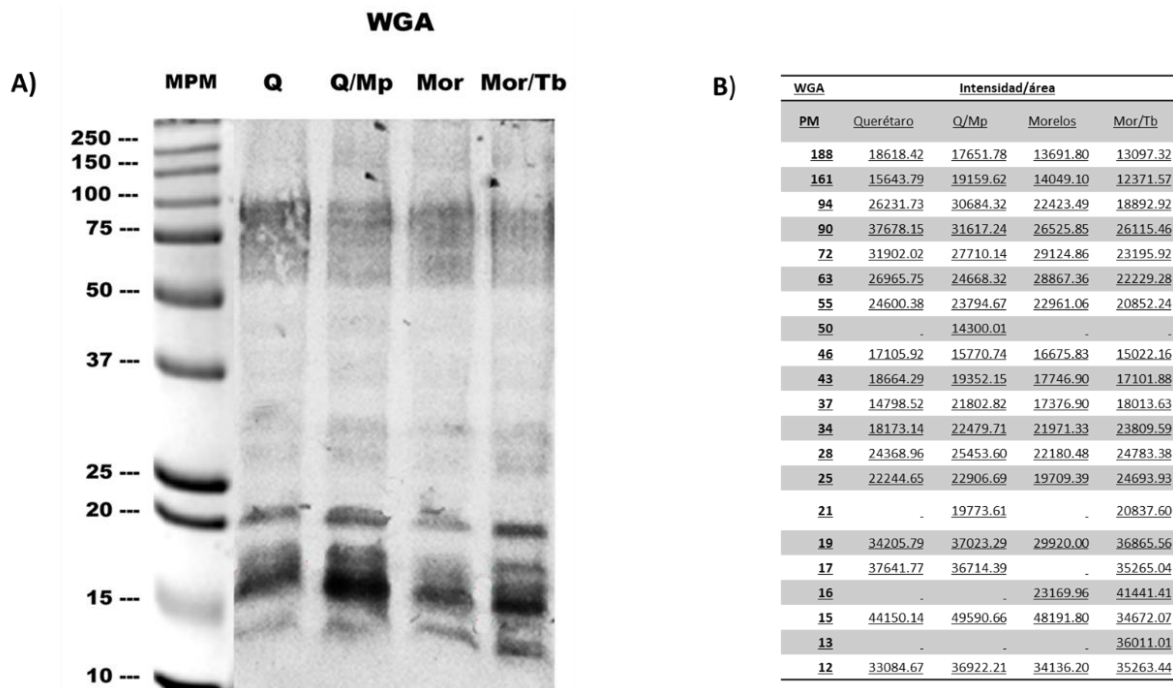 WGA
A)
MPM Q Q/Mp Mor Mor/Tb
250 ---
150 ---
100 ---
75 ---
50 ---
37 ---
25 ---
20 ---
15 ---
10 ---
B)
WGA Intensidad/área
PM Querétaro Q/Mp Morelos Mor/Tb
188 18618.42 17651.78 13691.80 13097.32
161 15643.79 19159.62 14049.10 12371.57
94 26231.73 30684.32 22423.49 18892.92
90 37678.15 31617.24 26525.85 26115.46
72 31902.02 27710.14 29124.86 23195.92
63 26965.75 24668.32 28867.36 22229.28
55 24600.38 23794.67 22961.06 20852.24
50 - 14300.01 - -
46 17105.92 15770.74 16675.83 15022.16
43 18664.29 19352.15 17746.90 17101.88
37 14798.52 21802.82 17376.90 18013.63
34 18173.14 22479.71 21971.33 23809.59
28 24368.96 25453.60 22180.48 24783.38
25 22244.65 22906.69 19709.39 24693.93
21 - 19773.61 - 20837.60
19 34205.79 37023.29 29920.00 36865.56
17 37641.77 36714.39 - 35265.04
16 - - 23169.96 41441.41
15 44150.14 49590.66 48191.80 34672.07
13 - - - 36011.01
12 33084.67 36922.21 34136.20 35263.44